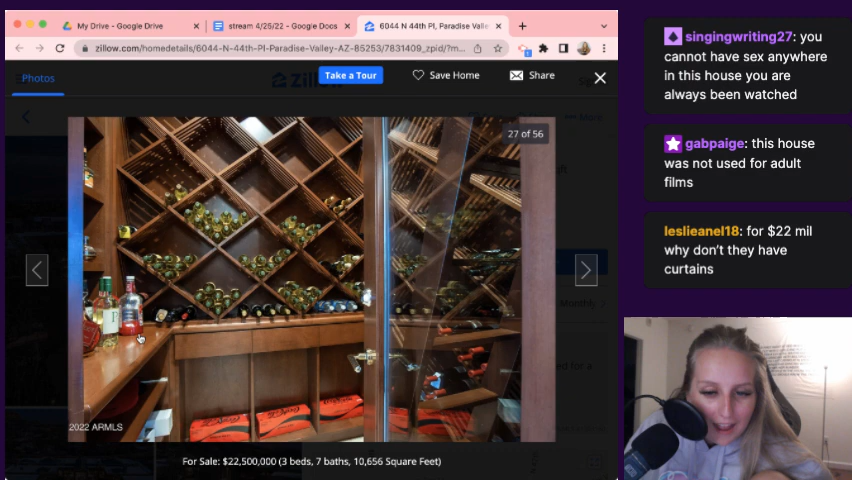 My Drive - Google Drive
stream 4/25/22 - Google Docs
6044 N 44th Pl, Paradise Valle
zillow.com/homedetails/6044-N-44th-Pl-Paradise-Valley-AZ-85253/7831409_zpid/?m...
Photos
Take a Tour
Save Home
Share
27 of 56
2022 ARMLS
For Sale: $22,500,000 (3 beds, 7 baths, 10,656 Square Feet)
singingwriting27: you
cannot have sex anywhere
in this house you are
always been watched
gabpaige: this house
was not used for adult
films
leslieanel18: for $22 mil
why don't they have
curtains